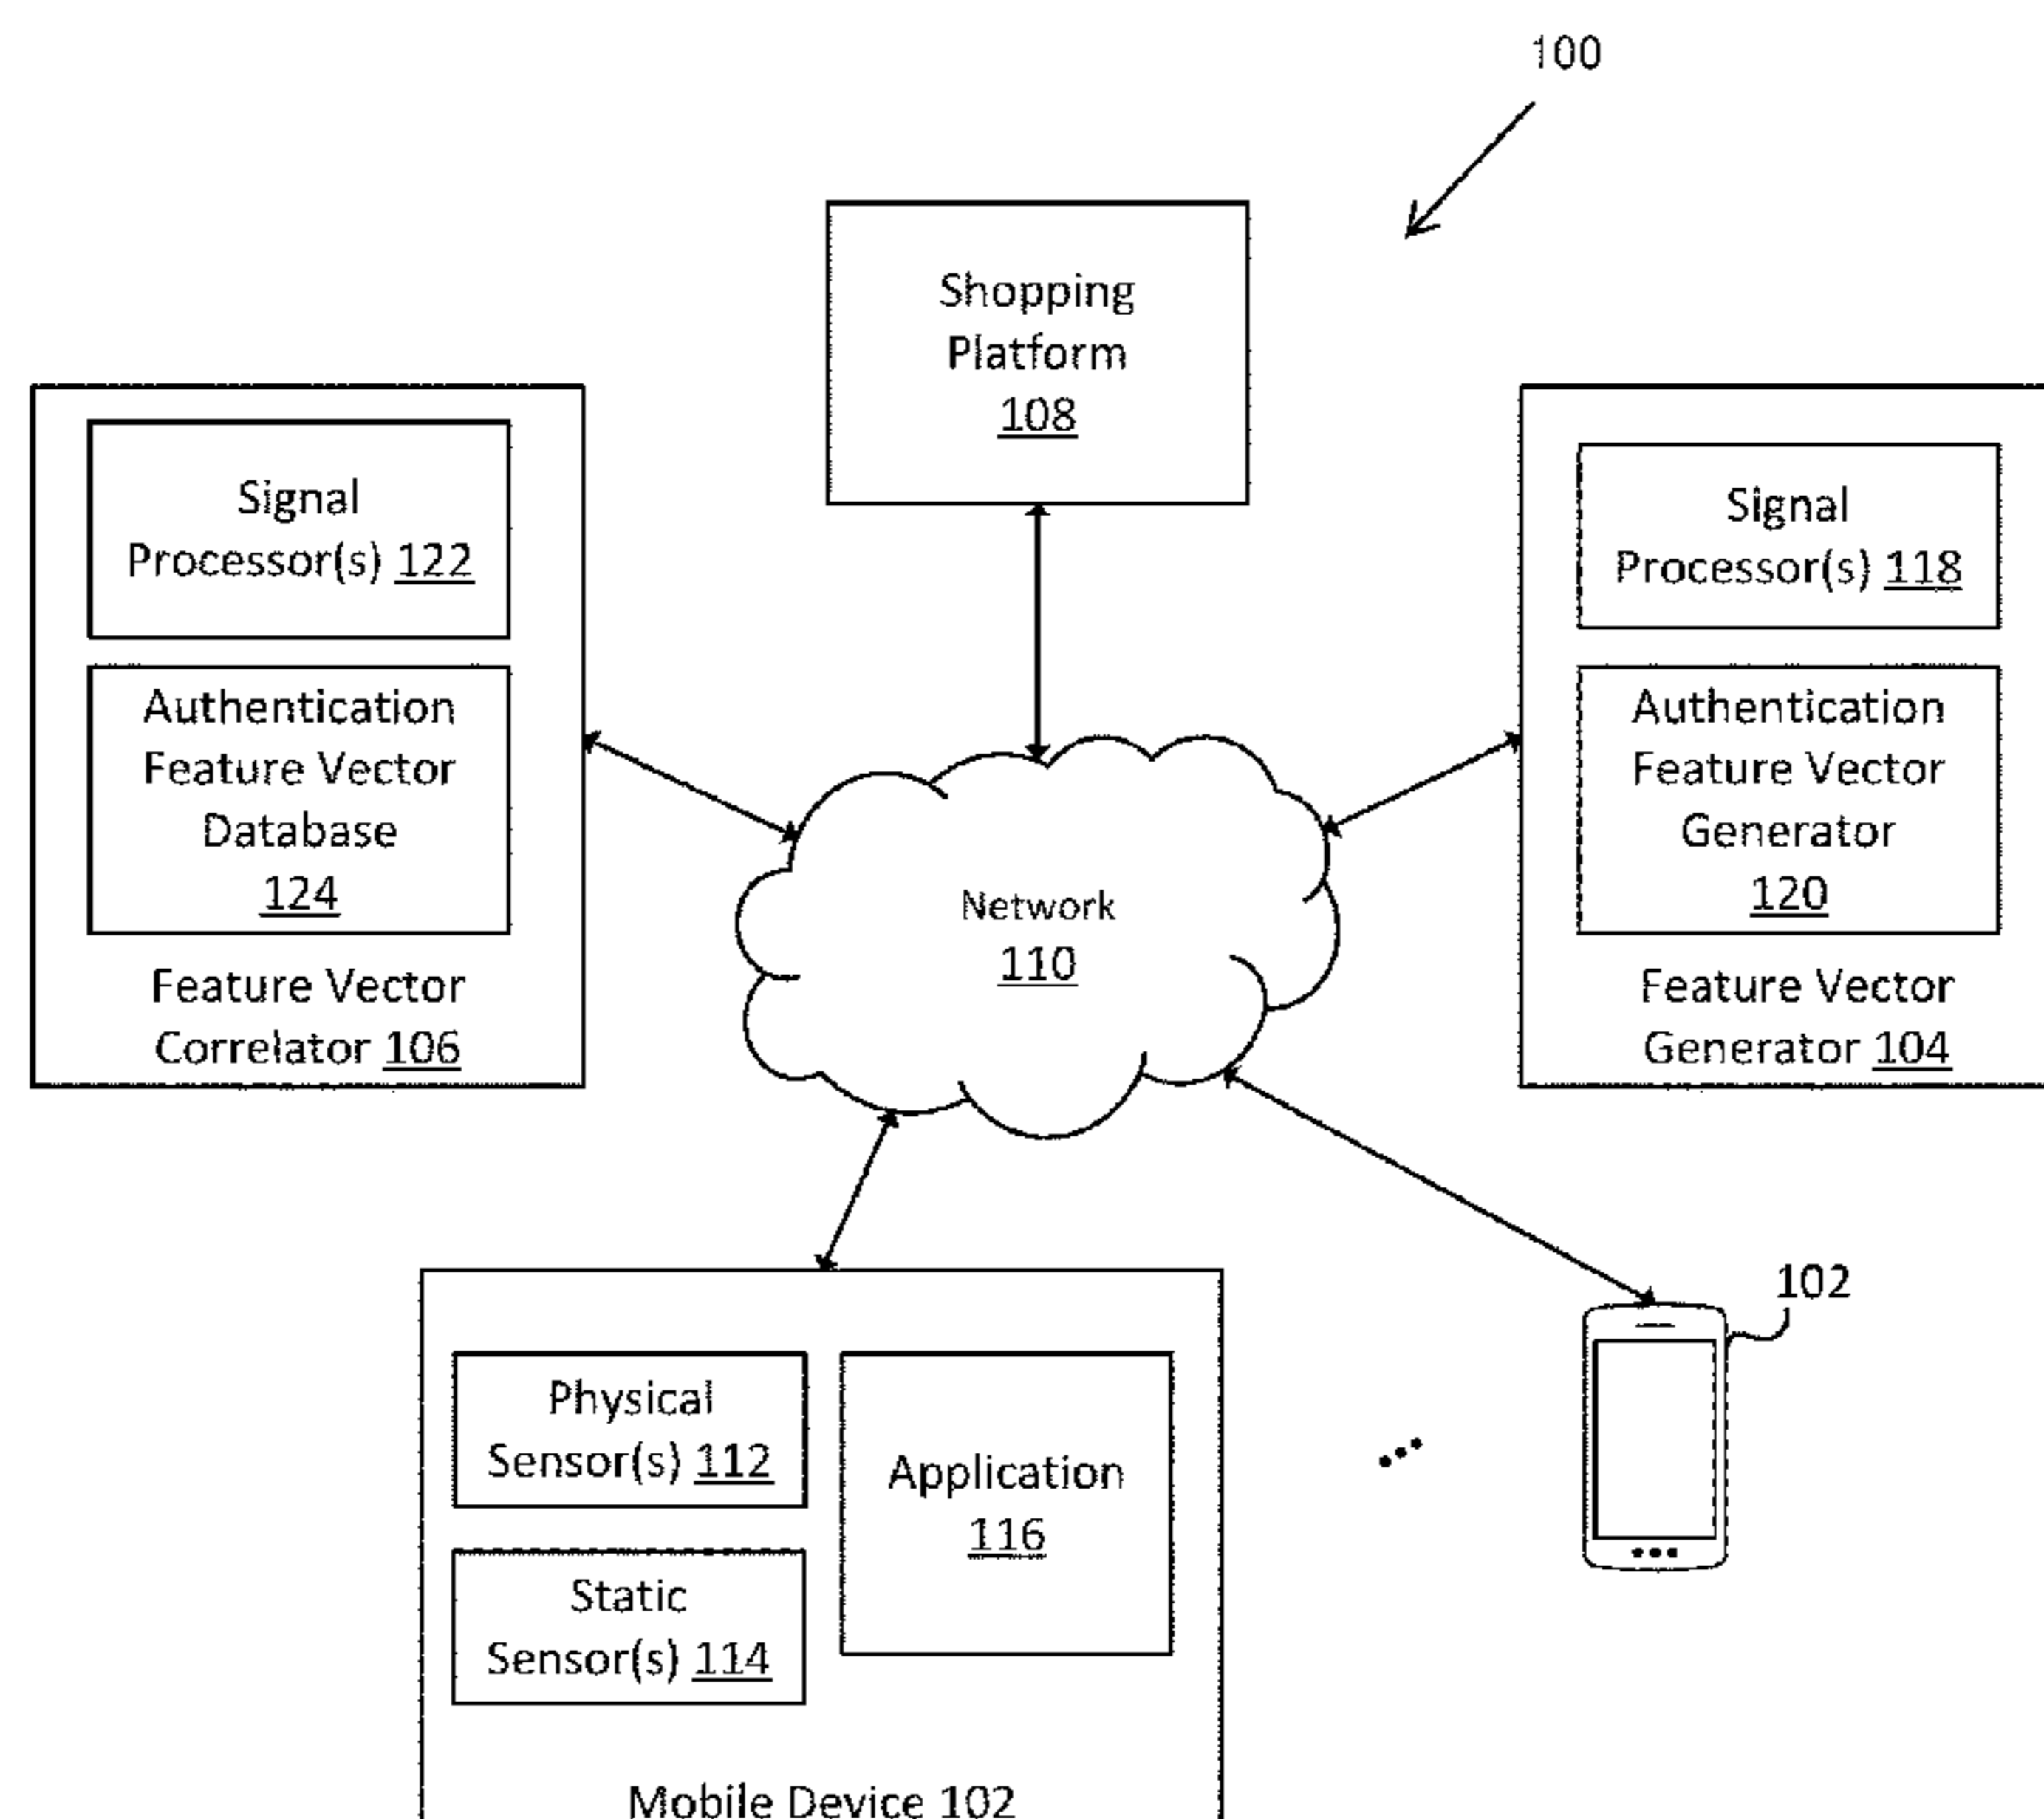 100
Shopping
Platform
108
Signal
Processor(s) 122
Authentication
Feature Vector
Database
124
Feature Vector
Correlator 106
Signal
Processor(s) 118
Authentication
Feature Vector
Generator
120
Feature Vector
Generator 104
Network
110
Physical
Sensor(s) 112
Static
Sensor(s) 114
Application
116
Mobile Device 102
102